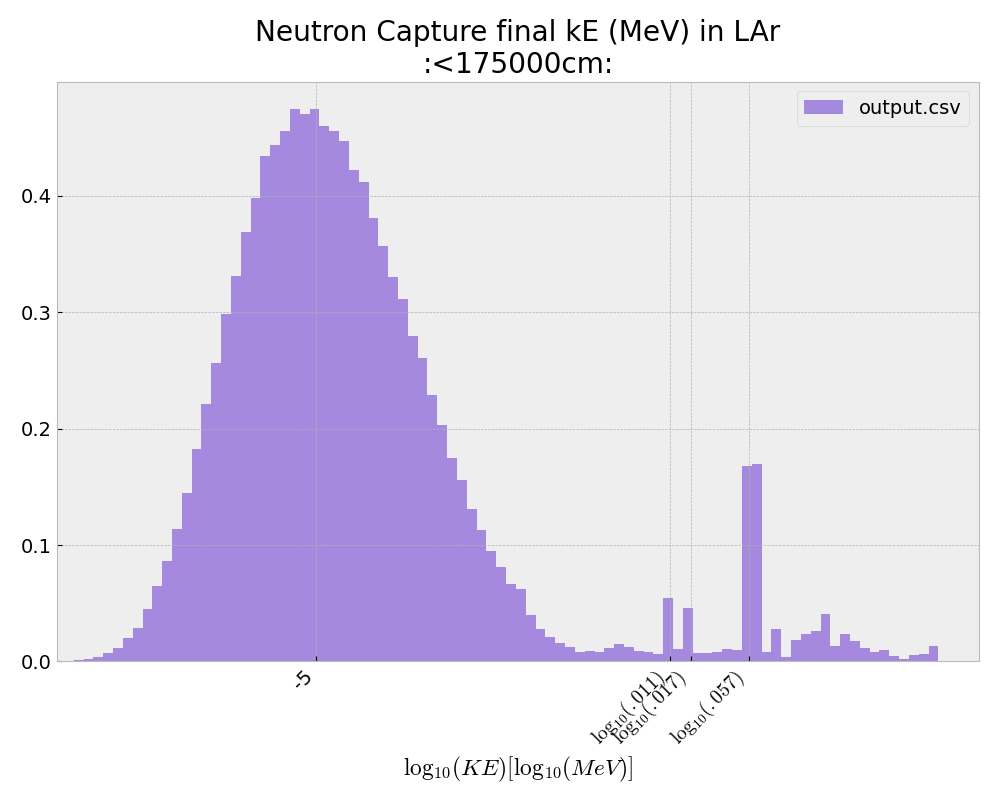 Neutron Capture final kE (MeV) in LAr
:<175000cm:
output.csv
0.4
0.3
0.2
0.1
0.0
-5
log₁₀(.011)
log₁₀(.017)
log₁₀(.057)
log₁₀(KE)[log₁₀(MeV)]